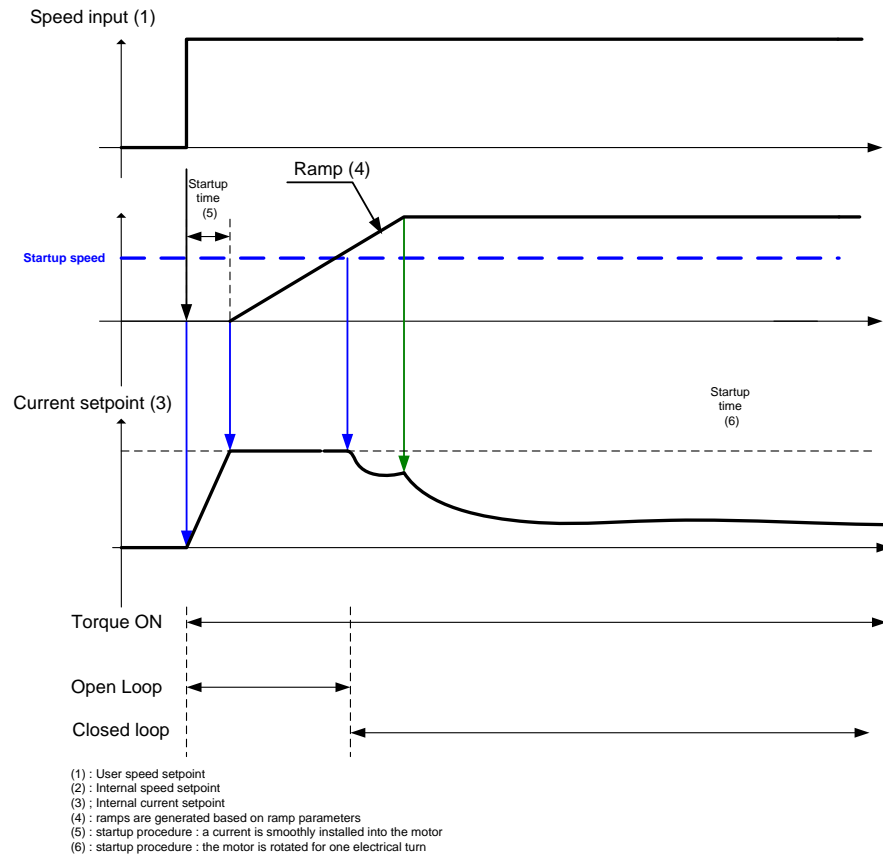 Speed input (1)
Ramp (4)
Startup
time
(5)
Startup speed
Current setpoint (3)
Startup
time
(6)
Torque ON
Open Loop
Closed loop
(1) : User speed setpoint
(2) : Internal speed setpoint
(3) ; Internal current setpoint
(4) : ramps are generated based on ramp parameters
(5) : startup procedure : a current is smoothly installed into the motor
(6) : startup procedure : the motor is rotated for one electrical turn